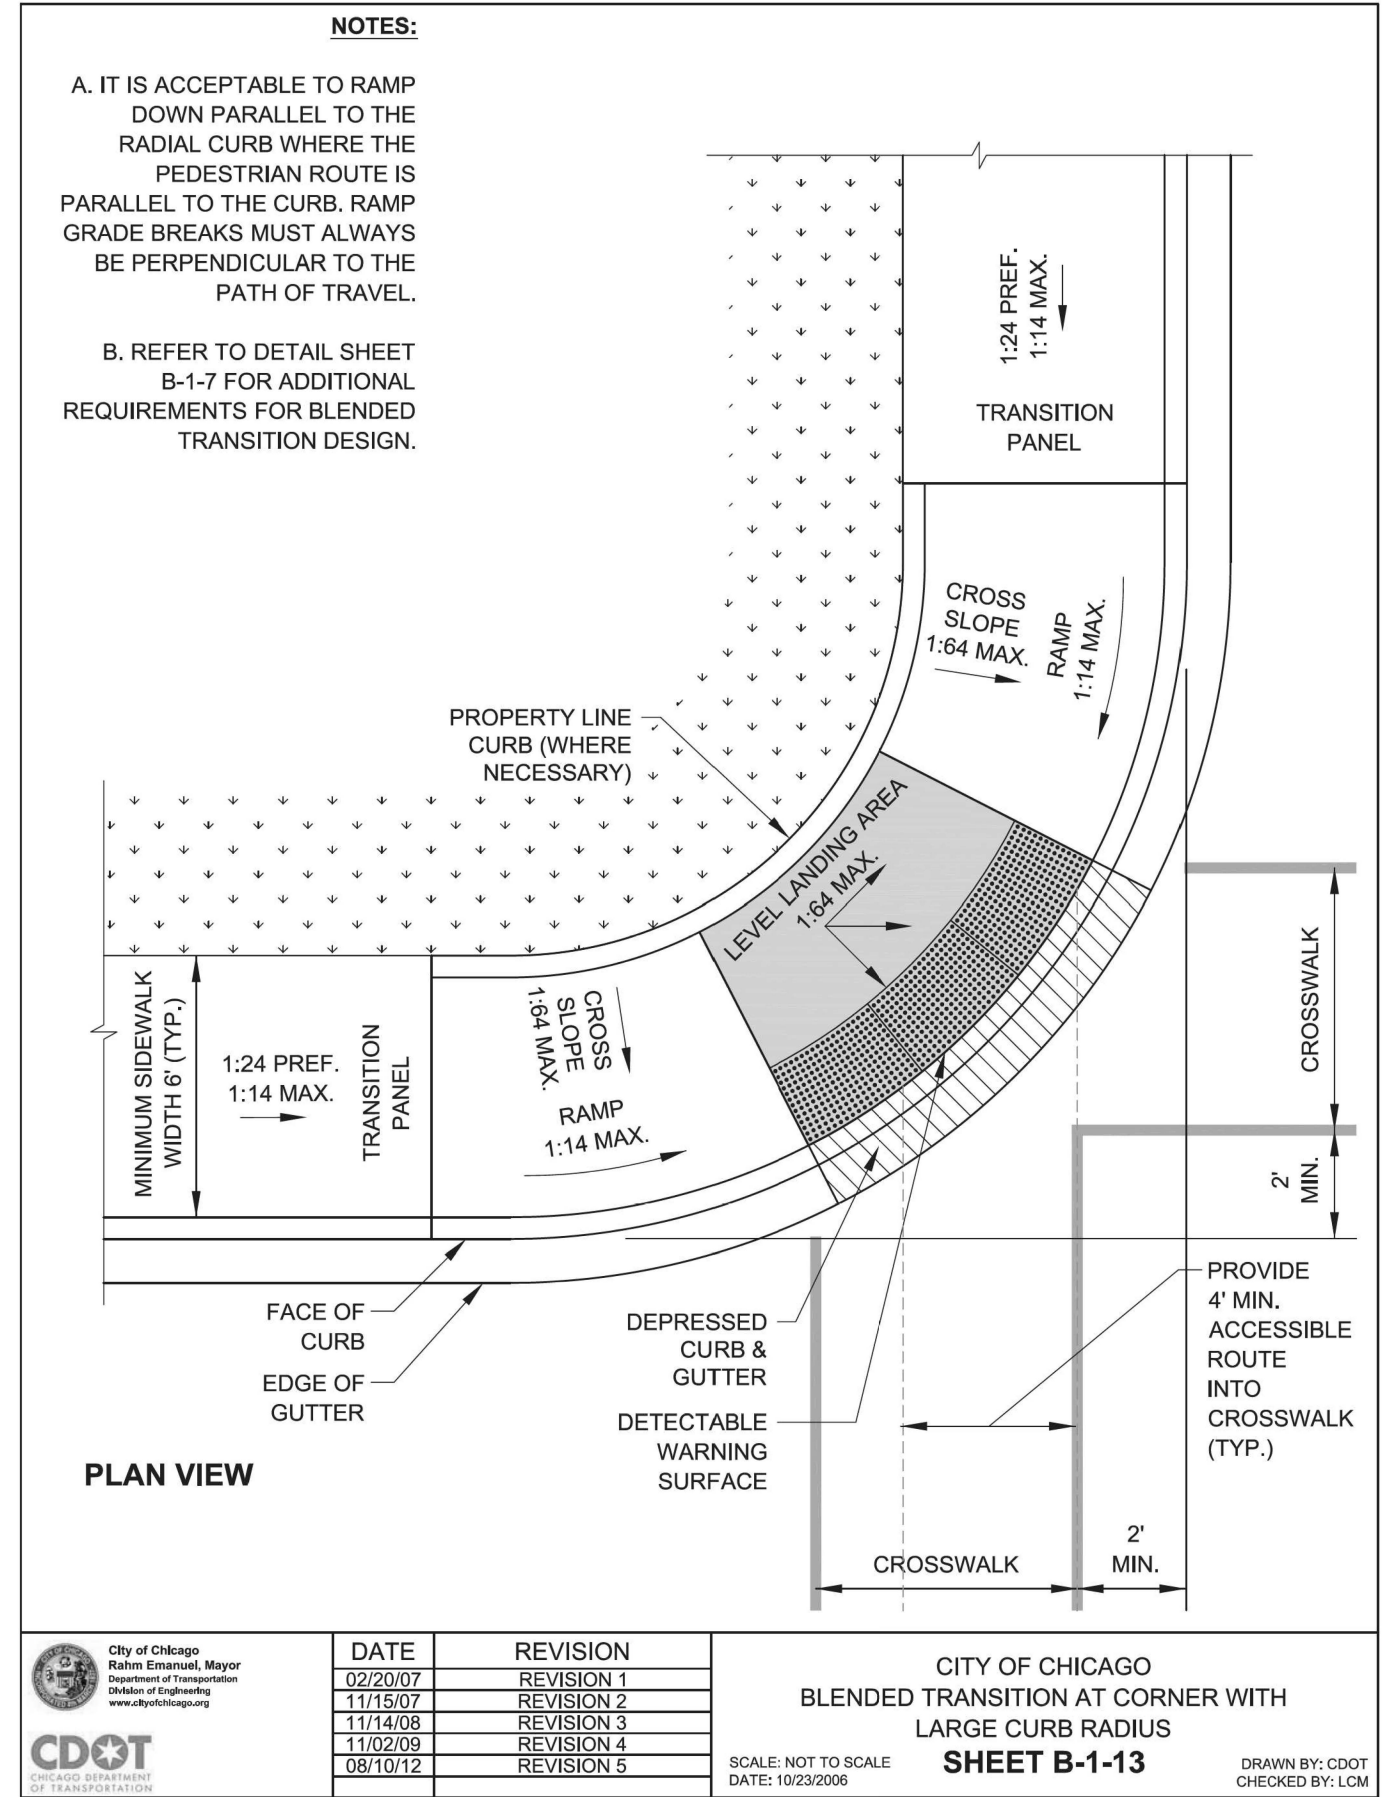 NOTES:
A. IT IS ACCEPTABLE TO RAMP
DOWN PARALLEL TO THE
RADIAL CURB WHERE THE
PEDESTRIAN ROUTE IS
PARALLEL TO THE CURB. RAMP
GRADE BREAKS MUST ALWAYS
BE PERPENDICULAR TO THE
PATH OF TRAVEL.
B. REFER TO DETAIL SHEET
B-1-7 FOR ADDITIONAL
REQUIREMENTS FOR BLENDED
TRANSITION DESIGN.
1:24 PREF.
1:14 MAX.
TRANSITION
PANEL
CROSS
SLOPE
1:64 MAX.
RAMP
1:14 MAX.
PROPERTY LINE
CURB (WHERE
NECESSARY)
LEVEL LANDING AREA
1:64 MAX.
MINIMUM SIDEWALK
WIDTH 6' (TYP.)
1:24 PREF.
1:14 MAX.
TRANSITION
PANEL
CROSS
SLOPE
1:64 MAX.
RAMP
1:14 MAX.
CROSSWALK
2'
MIN.
FACE OF
CURB
EDGE OF
GUTTER
DEPRESSED
CURB &
GUTTER
DETECTABLE
WARNING
SURFACE
PROVIDE
4' MIN.
ACCESSIBLE
ROUTE
INTO
CROSSWALK
(TYP.)
PLAN VIEW
CROSSWALK
2'
MIN.
City of Chicago
Rahm Emanuel, Mayor
Department of Transportation
Division of Engineering
www.cityofchicago.org
CDOT
CHICAGO DEPARTMENT
OF TRANSPORTATION
DATE REVISION
02/20/07 REVISION 1
11/15/07 REVISION 2
11/14/08 REVISION 3
11/02/09 REVISION 4
08/10/12 REVISION 5
CITY OF CHICAGO
BLENDED TRANSITION AT CORNER WITH
LARGE CURB RADIUS
SHEET B-1-13
SCALE: NOT TO SCALE
DATE: 10/23/2006
DRAWN BY: CDOT
CHECKED BY: LCM